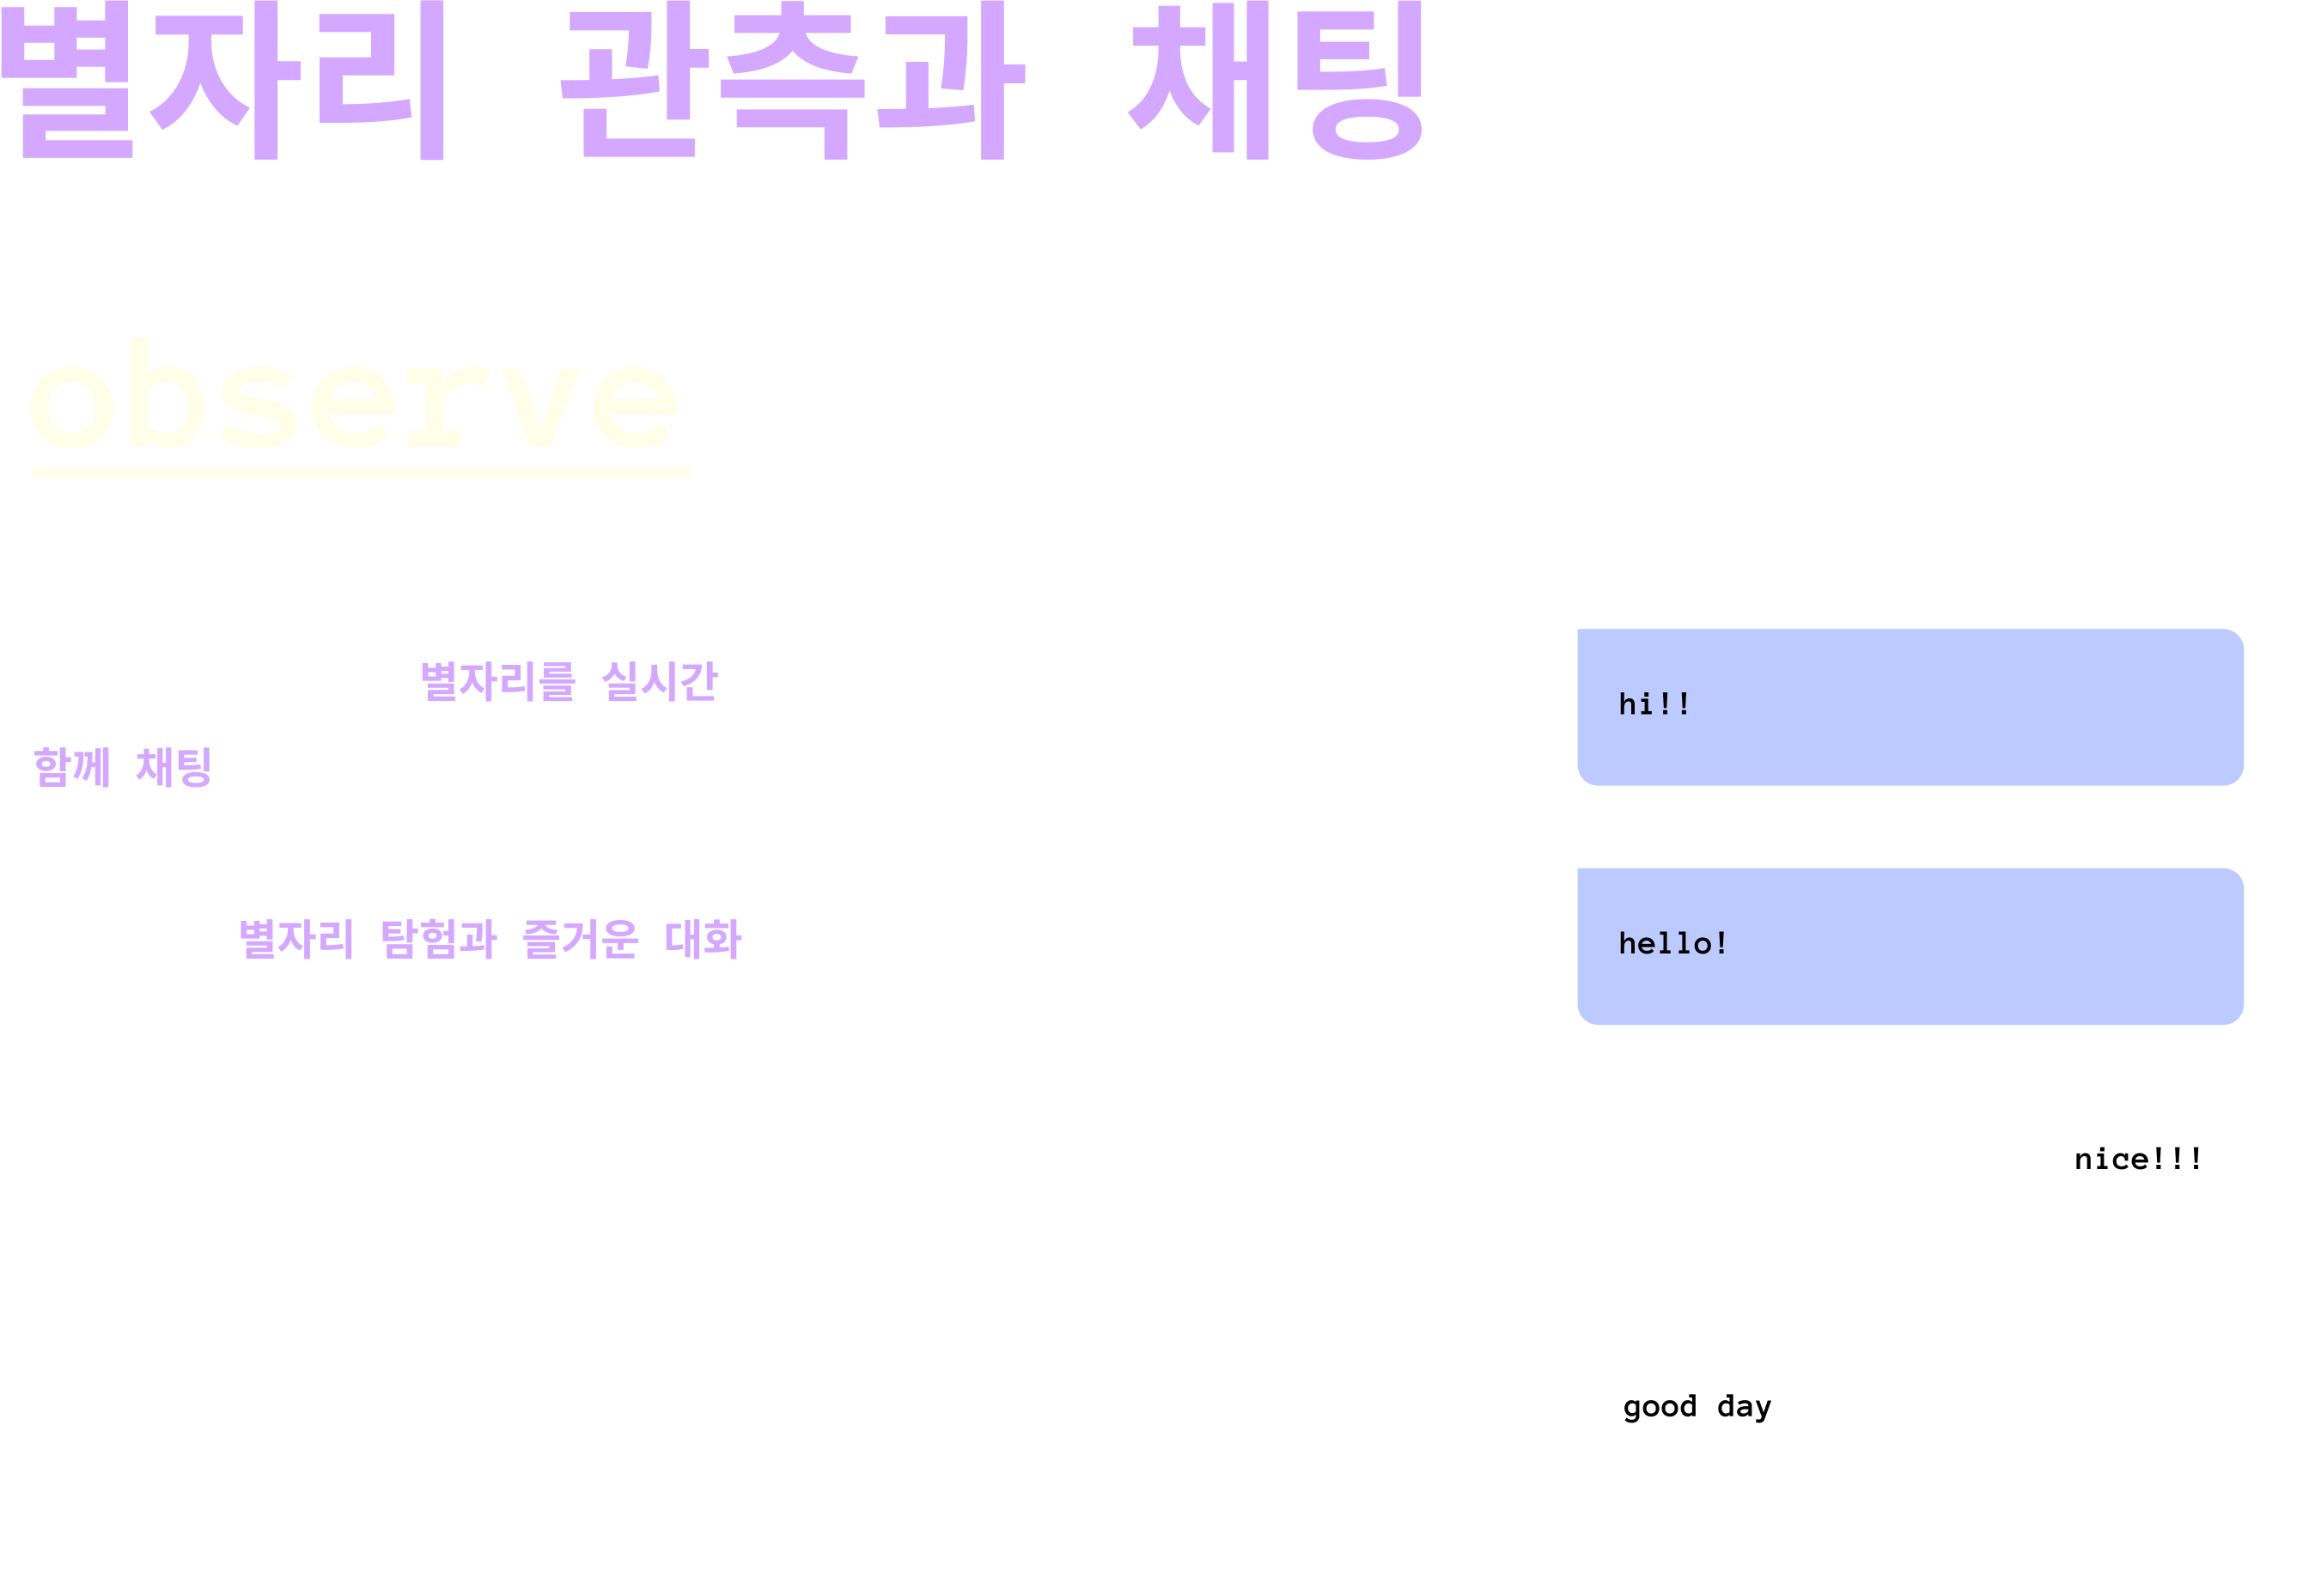 별자리 관측과 채팅
observe
별자리를 실시간
함께 채팅
별자리 탐험과 즐거운 대화
hi!!
hello!
nice!!!
good day